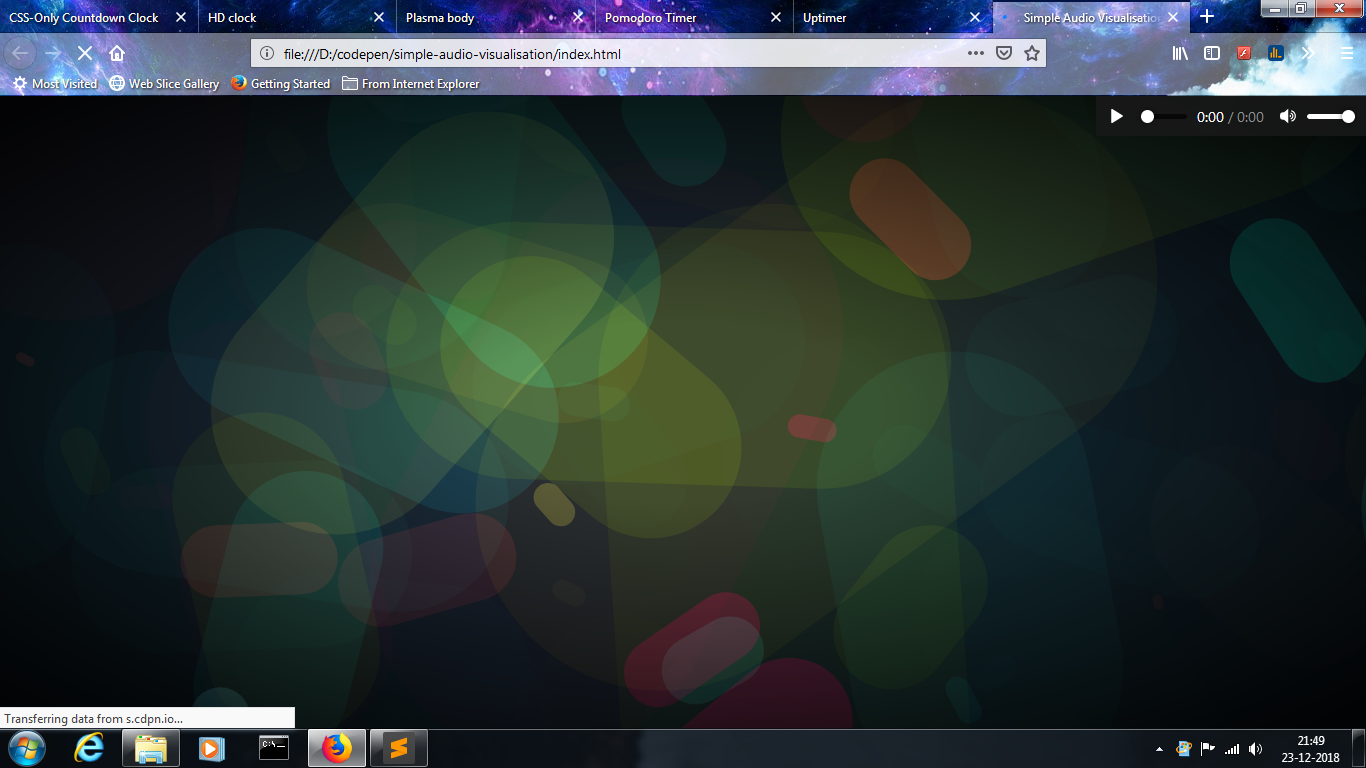 CSS-Only Countdown Clock
HD clock
Plasma body
Pomodoro Timer
Uptimer
Simple Audio Visualisation
file:///D:/codepen/simple-audio-visualisation/index.html
Most Visited
Web Slice Gallery
Getting Started
From Internet Explorer
0:00 / 0:00
Transferring data from s.cdpn.io...
21:49
23-12-2018